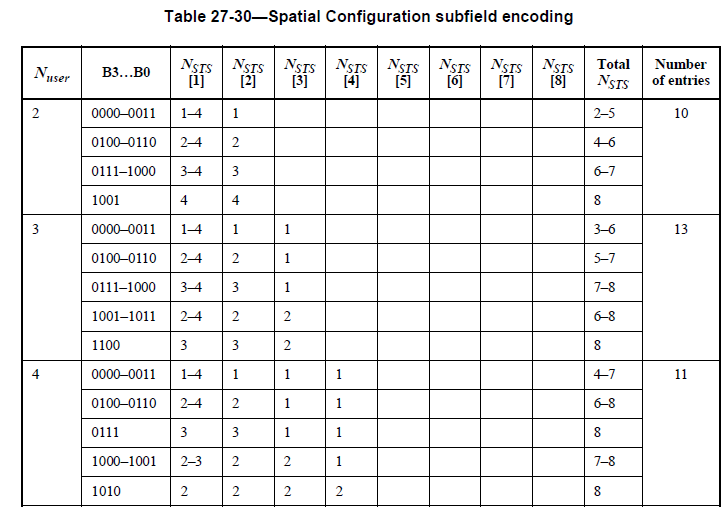 Table 27-30—Spatial Configuration subfield encoding
Nuser B3…B0 NSTS [1] NSTS [2] NSTS [3] NSTS [4] NSTS [5] NSTS [6] NSTS [7] NSTS [8] Total NSTS Number of entries
2 0000–0011 1–4 1 2–5 10
0100–0110 2–4 2 4–6
0111–1000 3–4 3 6–7
1001 4 4 8
3 0000–0011 1–4 1 1 3–6 13
0100–0110 2–4 2 1 5–7
0111–1000 3–4 3 1 7–8
1001–1011 2–4 2 2 6–8
1100 3 3 2 8
4 0000–0011 1–4 1 1 1 4–7 11
0100–0110 2–4 2 1 1 6–8
0111 3 3 1 1 8
1000–1001 2–3 2 2 1 7–8
1010 2 2 2 2 8